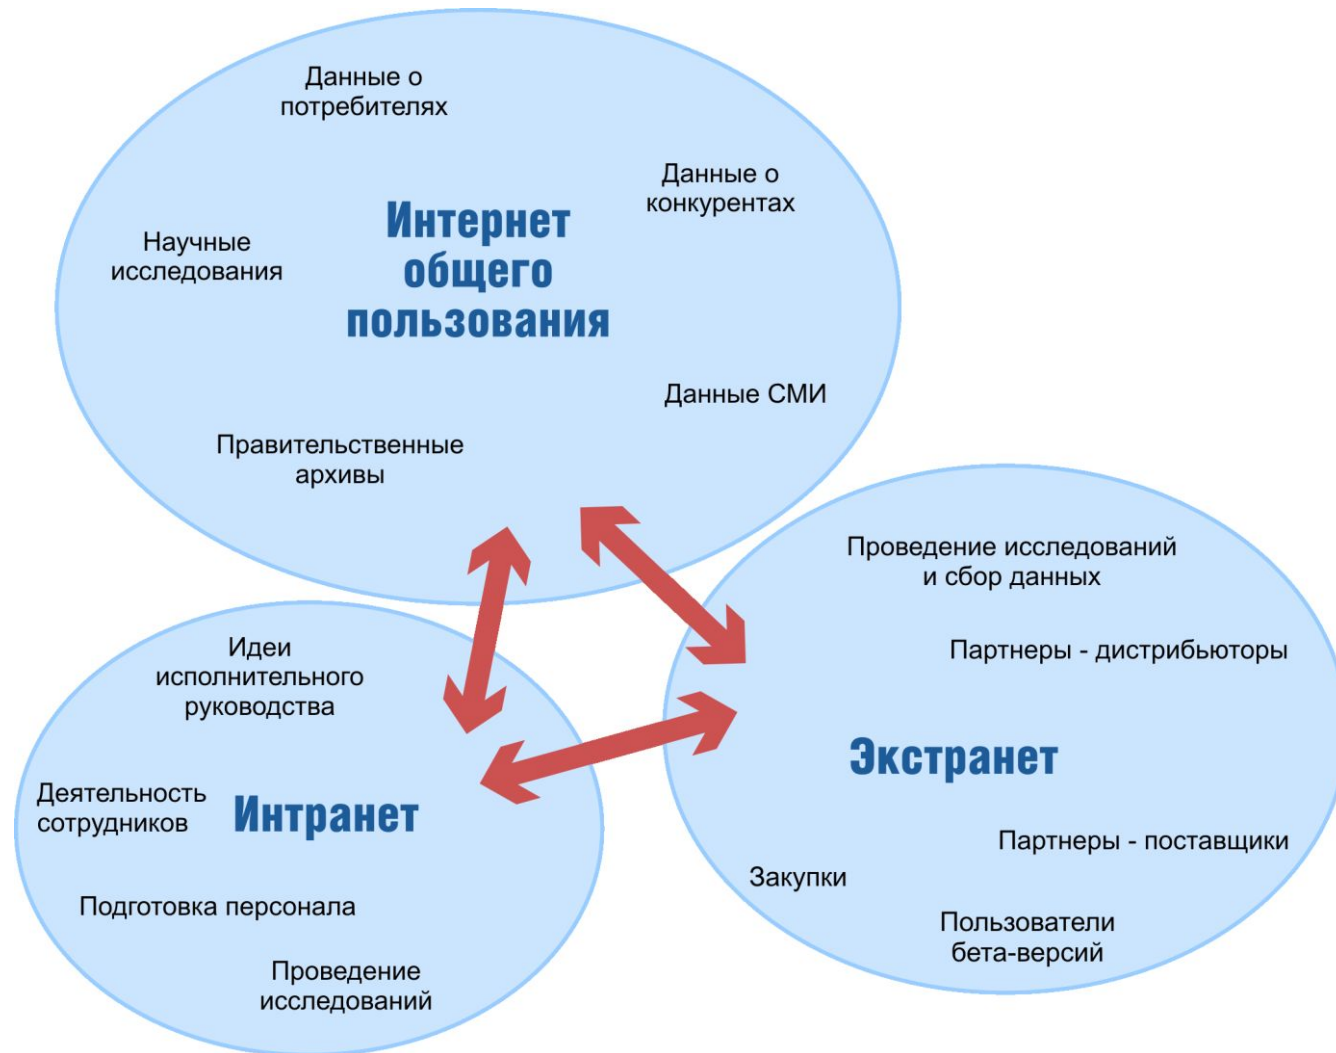 Данные о
потребителях
Данные о
конкурентах
Интернет
общего
пользования
Научные
исследования
Данные СМИ
Правительственные
архивы
Проведение исследований
и сбор данных
Партнеры - дистрибьюторы
Экстранет
Партнеры - поставщики
Закупки
Пользователи
бета-версий
Идеи
исполнительного
руководства
Деятельность
сотрудников
Интранет
Подготовка персонала
Проведение
исследований